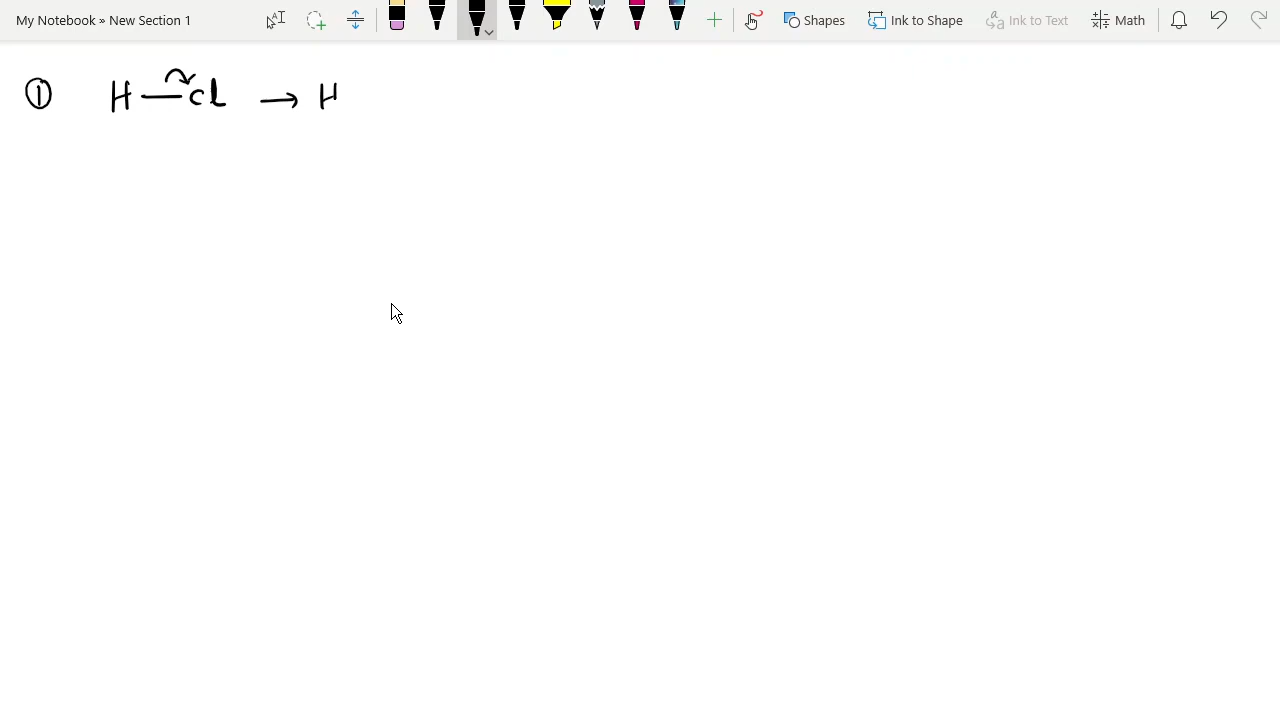 My Notebook » New Section 1 Shapes Ink to Shape Ink to Text Math
① H—Cl → H